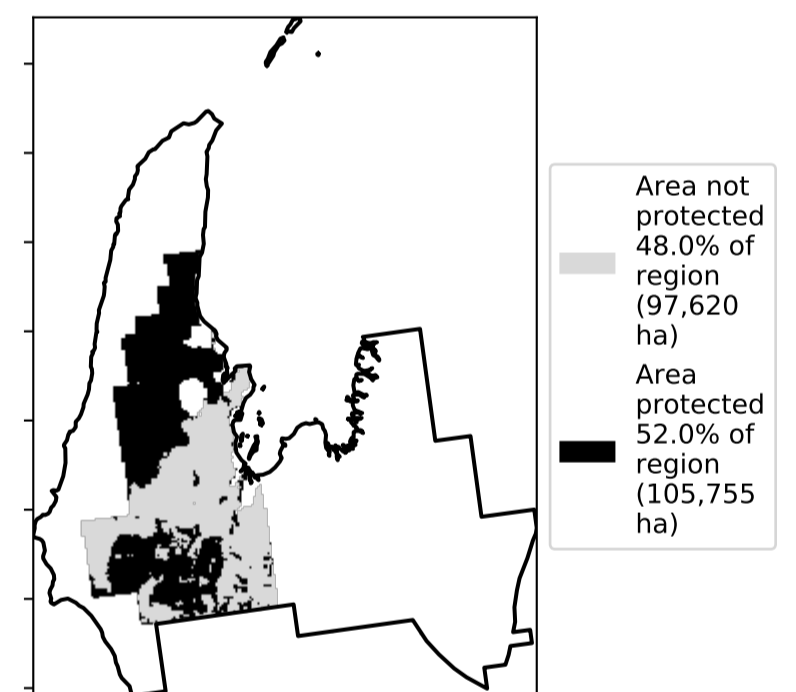 Area not
protected
48.0% of
region
(97,620
ha)
Area
protected
52.0% of
region
(105,755
ha)